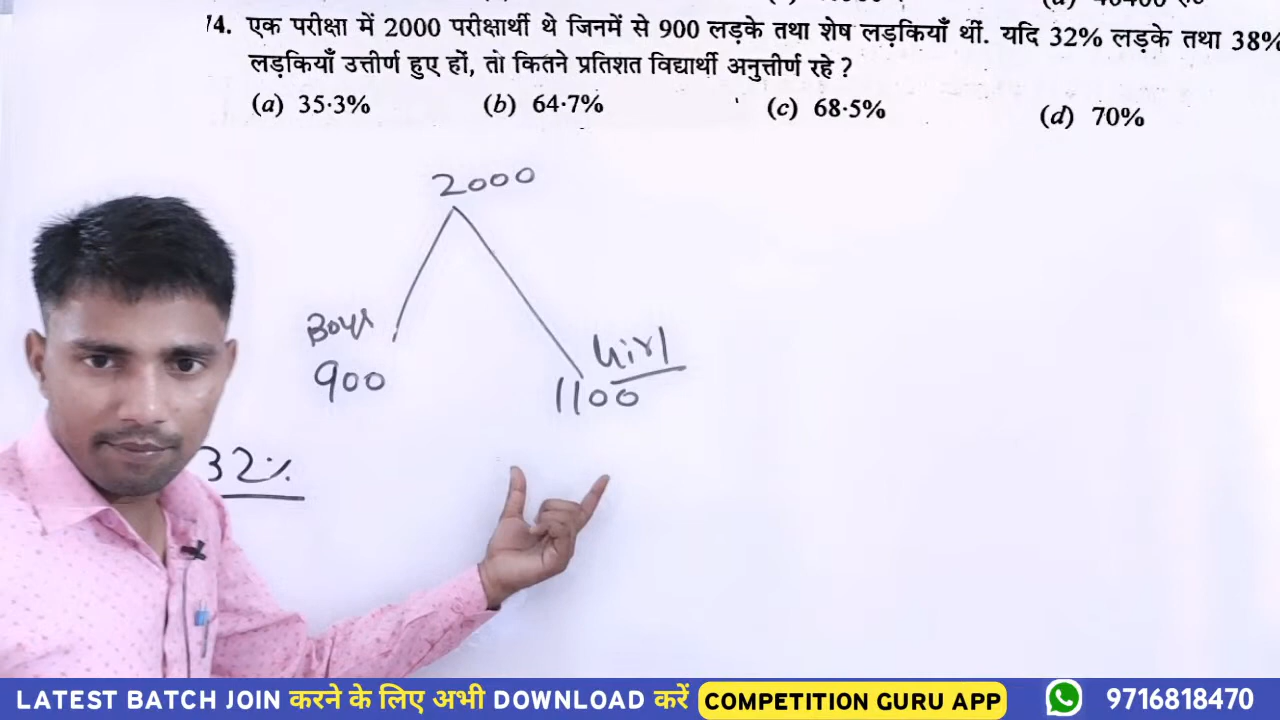 74. एक परीक्षा में 2000 परीक्षार्थी थे जिनमें से 900 लड़के तथा शेष लड़कियाँ थीं. यदि 32% लड़के तथा 38%
लड़कियाँ उत्तीर्ण हुए हों, तो कितने प्रतिशत विद्यार्थी अनुत्तीर्ण रहे ?
(a) 35·3% (b) 64·7% (c) 68·5% (d) 70%
2000
Boys Girl
900 1100
32%
LATEST BATCH JOIN करने के लिए अभी DOWNLOAD करें COMPETITION GURU APP 9716818470